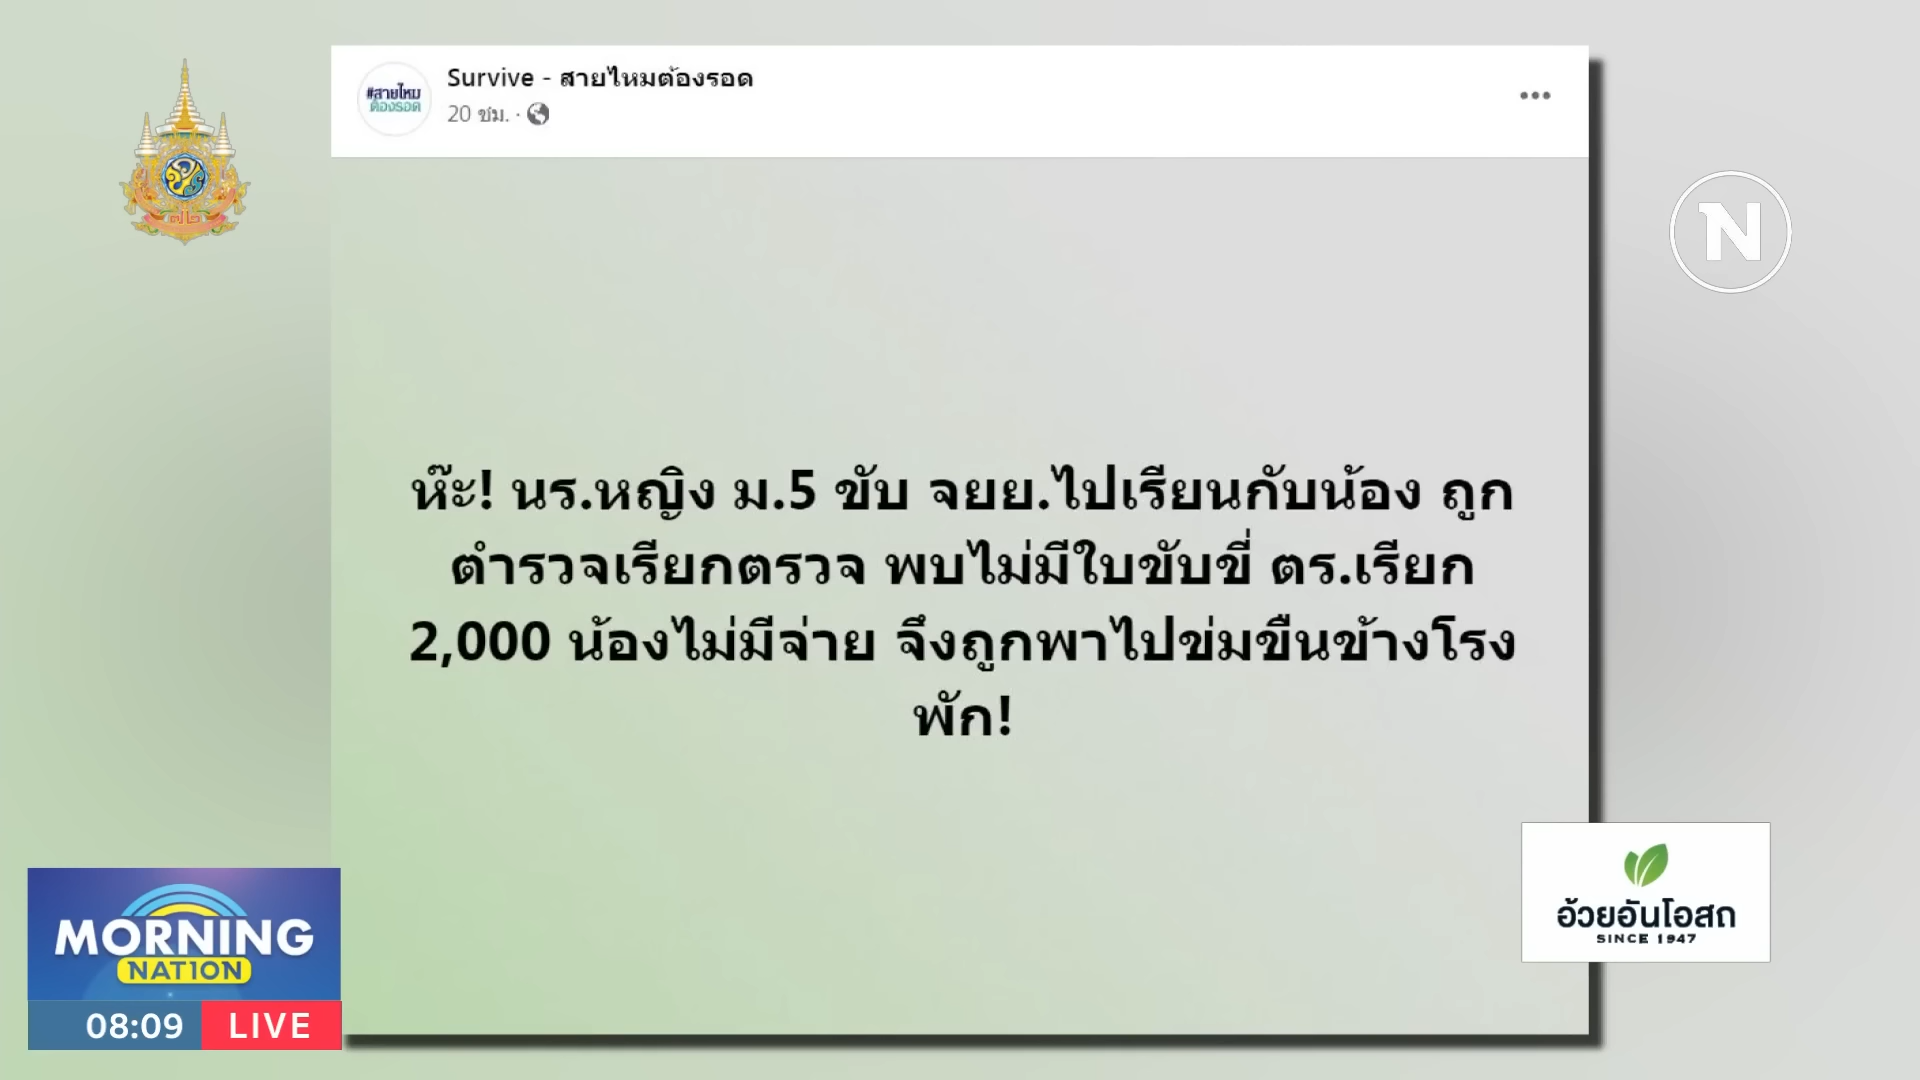 #สายไหม
ต้องรอด
Survive - สายไหมต้องรอด
20 ชม. ·
N
ห๊ะ! นร.หญิง ม.5 ขับ จยย.ไปเรียนกับน้อง ถูก
ตำรวจเรียกตรวจ พบไม่มีใบขับขี่ ตร.เรียก
2,000 น้องไม่มีจ่าย จึงถูกพาไปข่มขืนข้างโรง
พัก!
อ้วยอันโอสถ
SINCE 1947
MORNING
NATION
08:09 LIVE